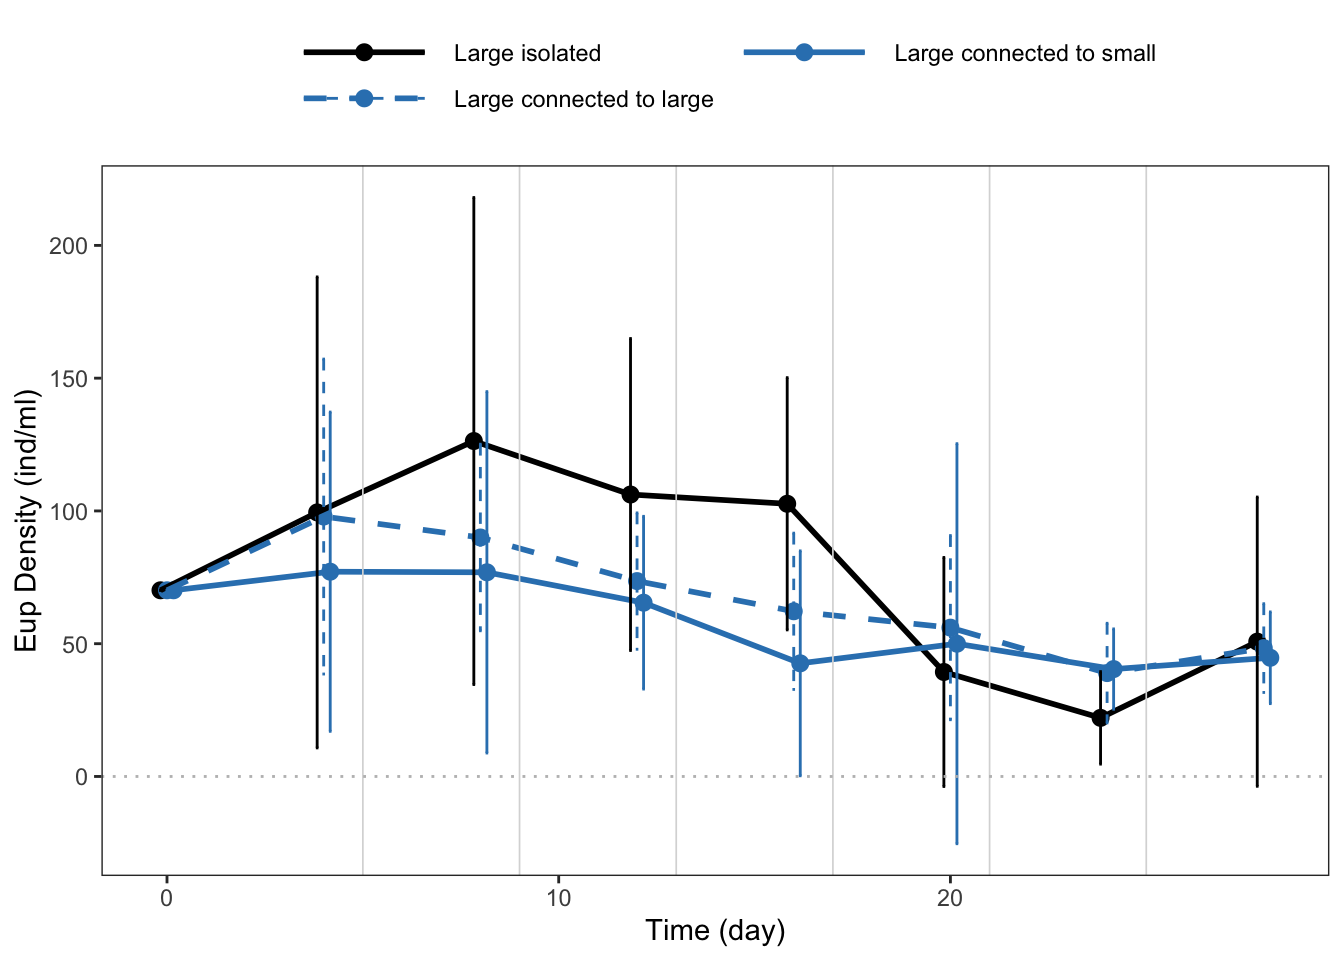 Large isolated
Large connected to small
Large connected to large
Eup Density (ind/ml)
200
150
100
50
0
0
10
20
Time (day)